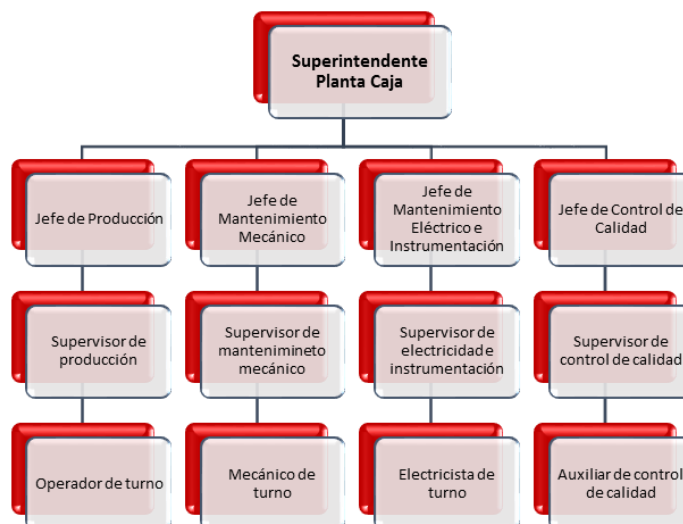 Superintendente
Planta Caja
Jefe de Producción
Jefe de
Mantenimiento
Mecánico
Jefe de
Mantenimiento
Eléctrico e
Instrumentación
Jefe de Control de
Calidad
Supervisor de
producción
Supervisor de
mantenimineto
mecánico
Supervisor de
electricidad e
instrumentación
Supervisor de
control de calidad
Operador de turno
Mecánico de
turno
Electricista de
turno
Auxiliar de control
de calidad